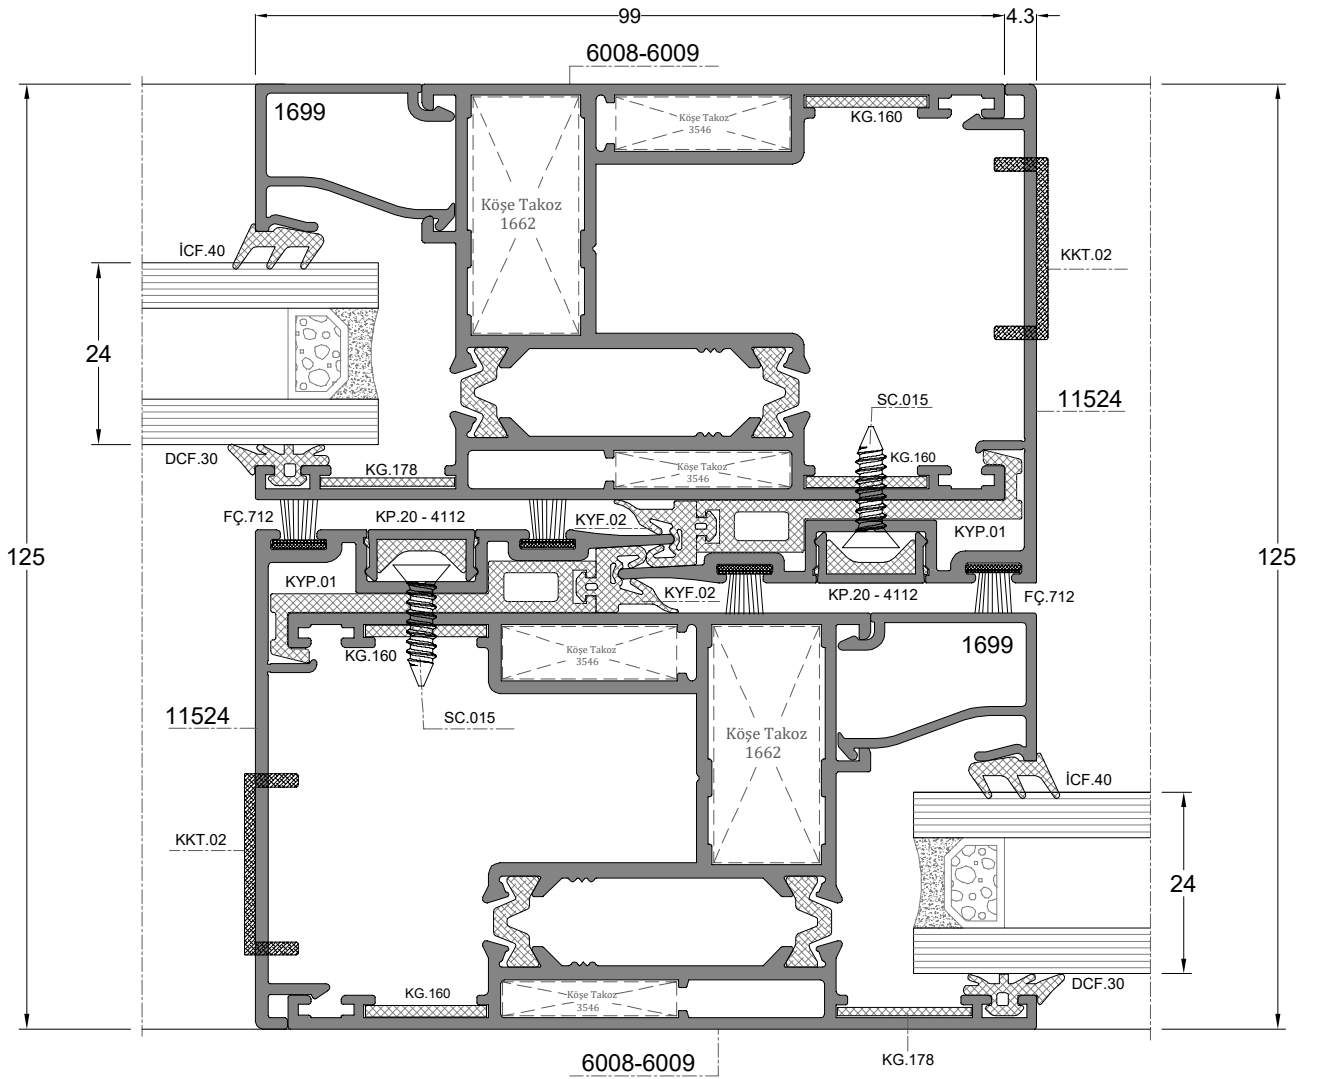 99
4.3
6008-6009
1699
Köşe Takoz
3546
KG.160
Köşe Takoz
1662
İCF.40
KKT.02
24
125
11524
SC.015
DCF.30
KG.178
Köşe Takoz
3546
KG.160
FÇ.712
KP.20 - 4112
KYF.02
KYP.01
125
KYP.01
KYF.02
KP.20 - 4112
FÇ.712
KG.160
Köşe Takoz
3546
1699
11524
SC.015
Köşe Takoz
1662
İCF.40
KKT.02
24
KG.160
Köşe Takoz
3546
DCF.30
6008-6009
KG.178